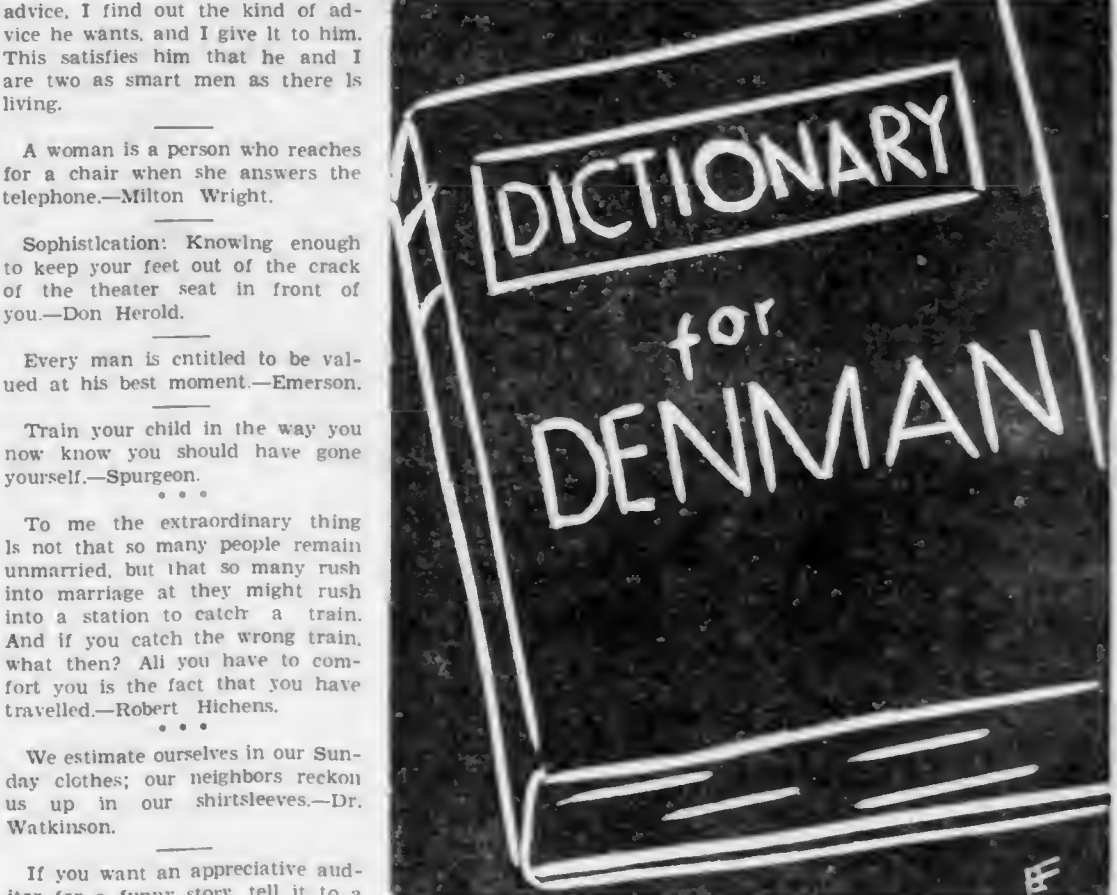 advice, I find out the kind of ad-
vice he wants, and I give it to him.
This satisfies him that he and I
are two as smart men as there is
living.
A woman is a person who reaches
for a chair when she answers the
telephone.—Milton Wright.
Sophistication: Knowing enough
to keep your feet out of the crack
of the theater seat in front of
you.—Don Herold.
Every man is entitled to be val-
ued at his best moment.—Emerson.
Train your child in the way you
now know you should have gone
yourself.—Spurgeon.
To me the extraordinary thing
is not that so many people remain
unmarried, but that so many rush
into marriage at they might rush
into a station to catch a train.
And if you catch the wrong train,
what then? All you have to com-
fort you is the fact that you have
travelled.—Robert Hichens.
We estimate ourselves in our Sun-
day clothes; our neighbors reckon
us up in our shirtsleeves.—Dr.
Watkinson.
If you want an appreciative aud-
itor for a funny story, tell it to a
DICTIONARY
for
DENMAN